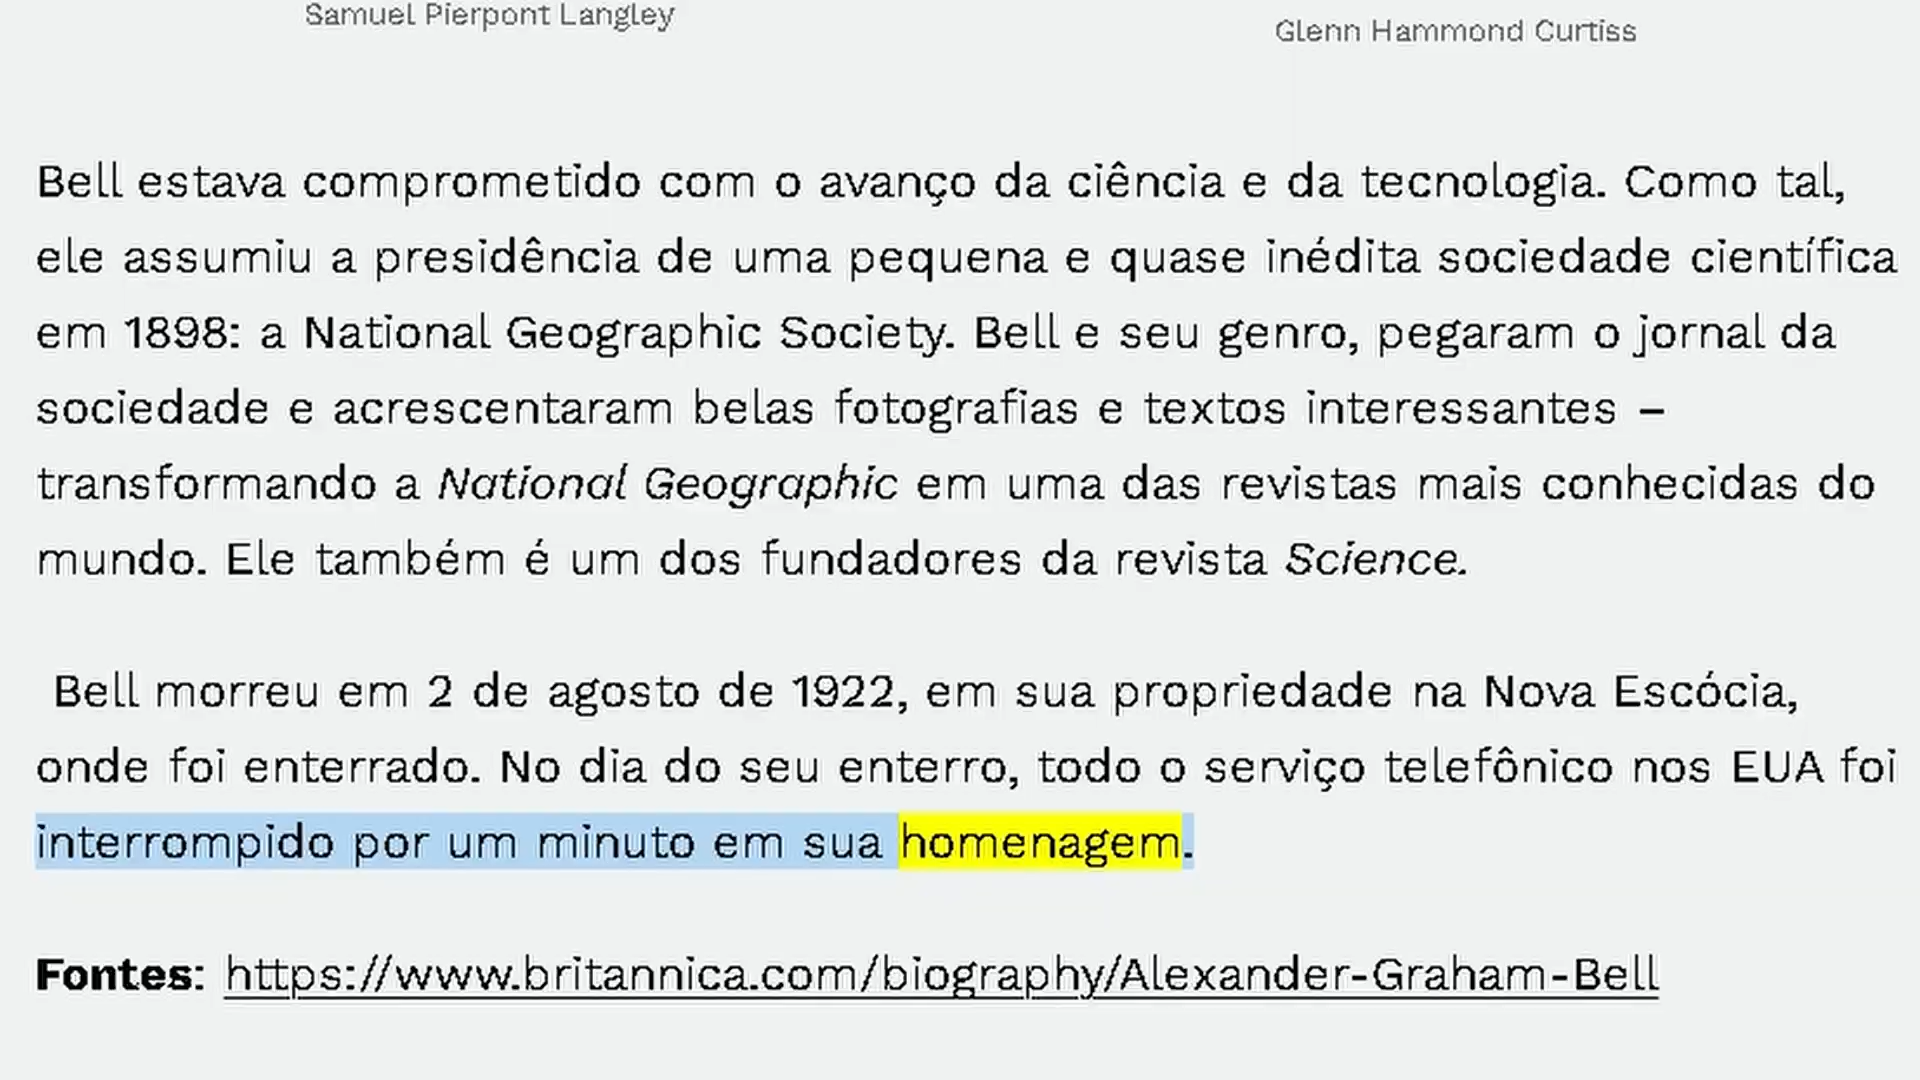 Samuel Pierpont Langley
Glenn Hammond Curtiss
Bell estava comprometido com o avanço da ciência e da tecnologia. Como tal,
ele assumiu a presidência de uma pequena e quase inédita sociedade científica
em 1898: a National Geographic Society. Bell e seu genro, pegaram o jornal da
sociedade e acrescentaram belas fotografias e textos interessantes –
transformando a National Geographic em uma das revistas mais conhecidas do
mundo. Ele também é um dos fundadores da revista Science.
Bell morreu em 2 de agosto de 1922, em sua propriedade na Nova Escócia,
onde foi enterrado. No dia do seu enterro, todo o serviço telefônico nos EUA foi
interrompido por um minuto em sua homenagem.
Fontes: https://www.britannica.com/biography/Alexander-Graham-Bell